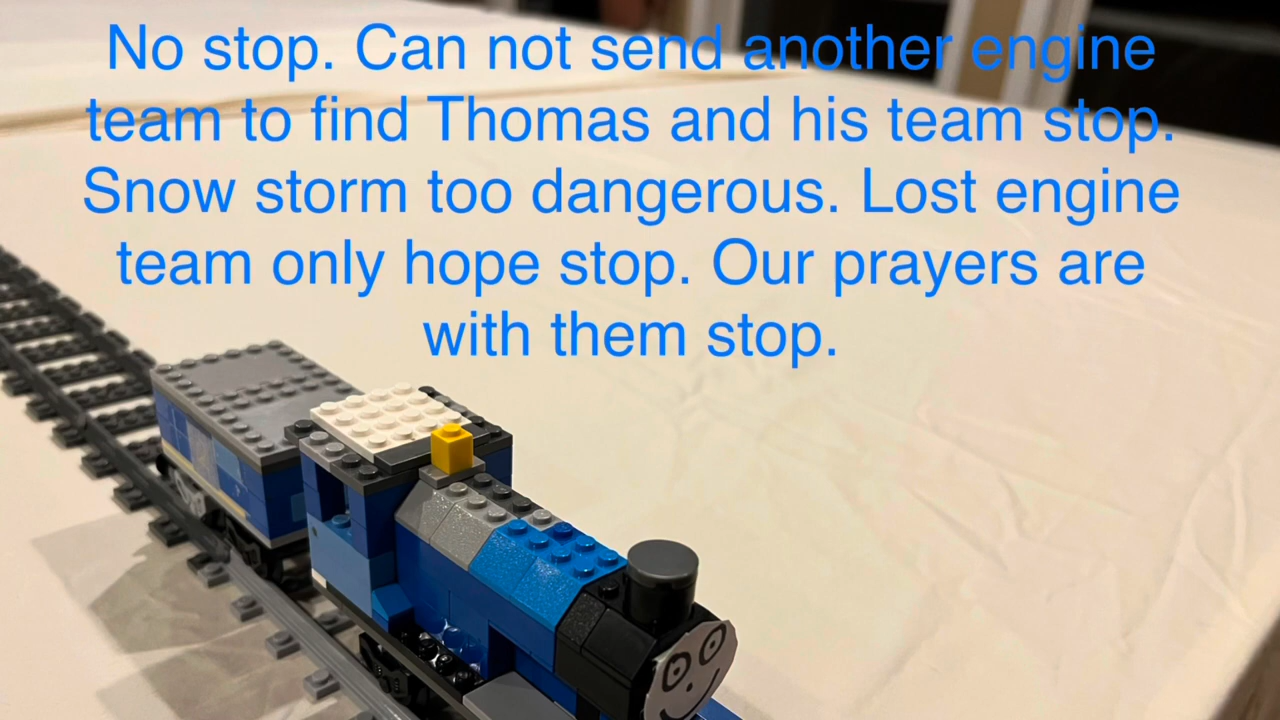 No stop. Can not send another engine
team to find Thomas and his team stop.
Snow storm too dangerous. Lost engine
team only hope stop. Our prayers are
with them stop.